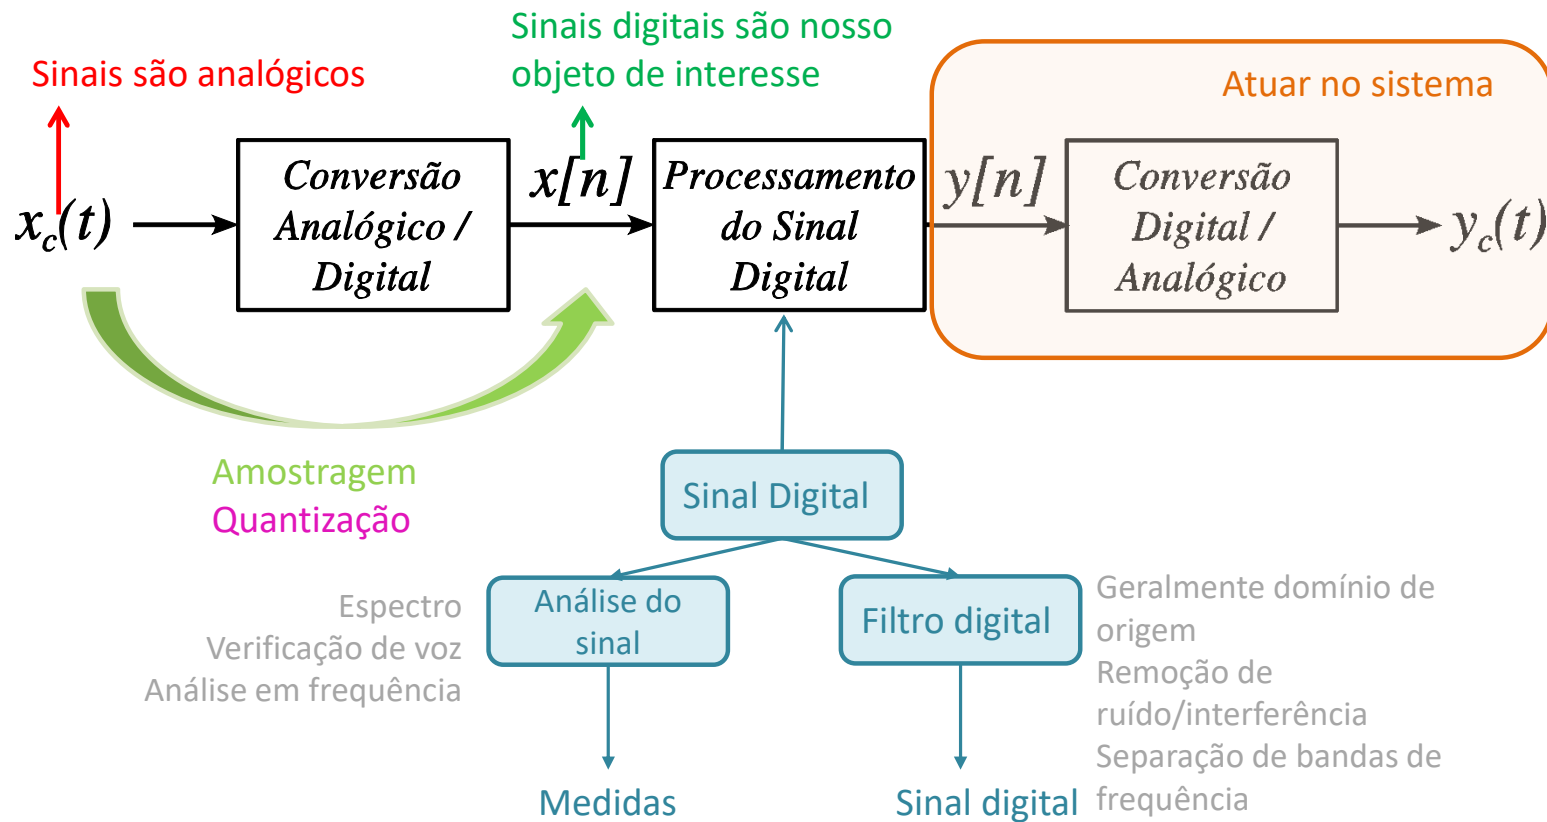 Sinais são analógicos
Sinais digitais são nosso
objeto de interesse
Atuar no sistema
x_c(t)
Conversão
Analógico /
Digital
x[n]
Processamento
do Sinal
Digital
y[n]
Conversão
Digital /
Analógico
y_c(t)
Amostragem
Quantização
Sinal Digital
Espectro
Verificação de voz
Análise em frequência
Análise do
sinal
Filtro digital
Geralmente domínio de
origem
Remoção de
ruído/interferência
Separação de bandas de
frequência
Medidas
Sinal digital